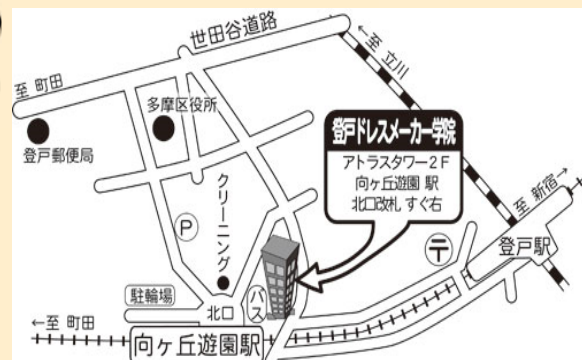 世田谷道路
←至 立川
至 町田
多摩区役所
登戸郵便局
登戸ドレスメーカー学院
アトラスタワー2F
向ヶ丘遊園 駅
北口改札 すぐ右
至 新宿→
クリーニング
P
〒
登戸駅
駐輪場
北口
バス
←至 町田
向ヶ丘遊園駅